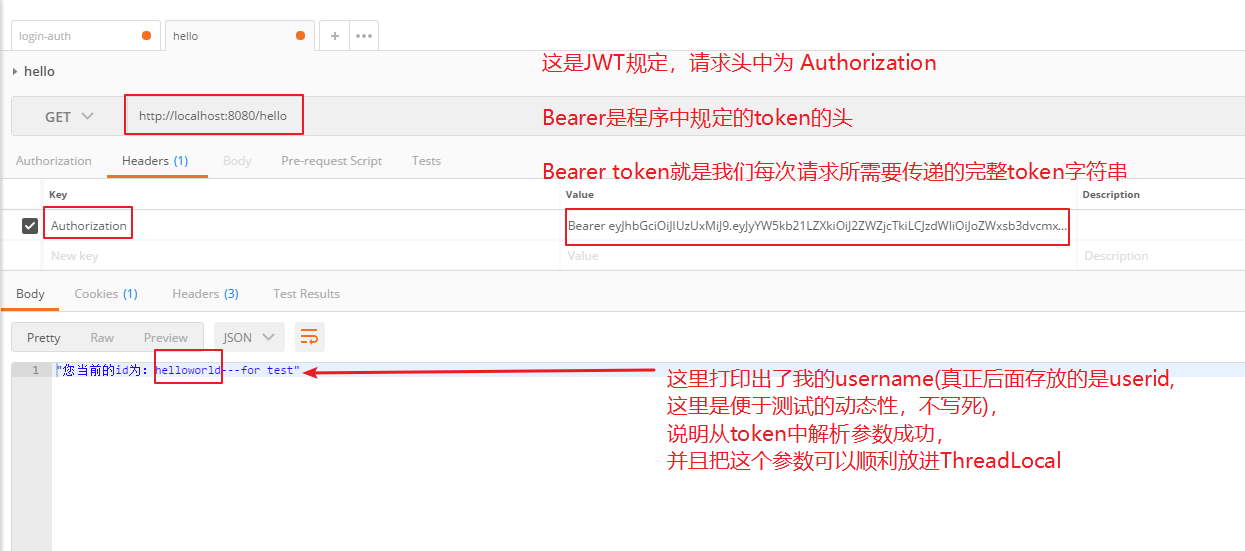 login-auth
hello
hello
这是JWT规定，请求头中为 Authorization
GET
http://localhost:8080/hello
Bearer是程序中规定的token的头
Authorization
Headers (1)
Body
Pre-request Script
Tests
Bearer token就是我们每次请求所需要传递的完整token字符串
Key
Value
Description
Authorization
Bearer eyJhbGciOiJIUzUxMiJ9.eyJyYW5kb21LZXkiOiJ2ZWZjcTkiLCJzdWIiOiJoZWxsb3dvcmx...
New key
Value
Description
Body
Cookies (1)
Headers (3)
Test Results
Pretty
Raw
Preview
JSON
1
"您当前的id为：helloworld---for test"
这里打印出了我的username(真正后面存放的是userid,
这里是便于测试的动态性，不写死)，
说明从token中解析参数成功，
并且把这个参数可以顺利放进ThreadLocal